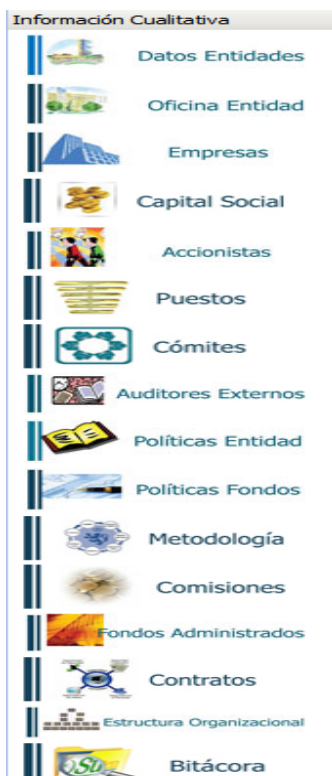 Información Cualitativa
Datos Entidades
Oficina Entidad
Empresas
Capital Social
Accionistas
Puestos
Cómites
Auditores Externos
Políticas Entidad
Políticas Fondos
Metodología
Comisiones
Fondos Administrados
Contratos
Estructura Organizacional
Bitácora